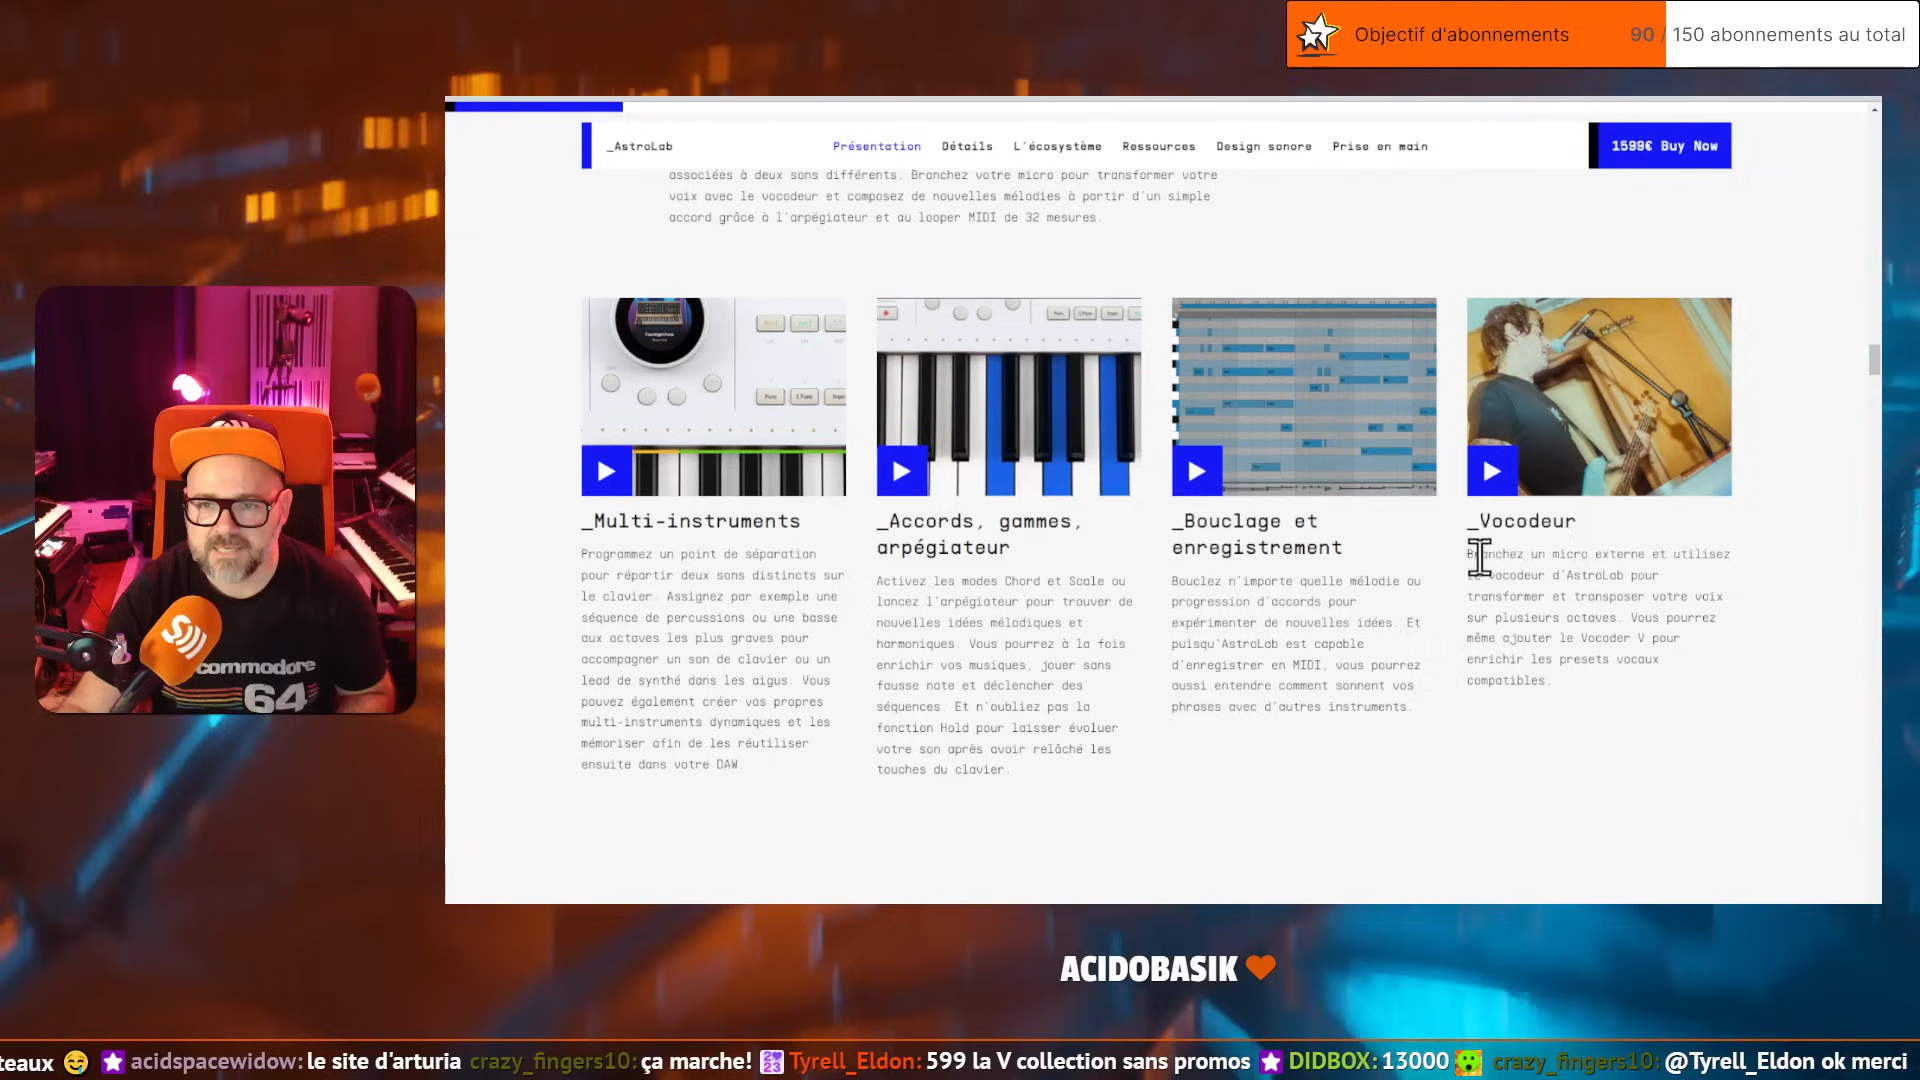 Objectif d'abonnements 90 / 150 abonnements au total
_AstroLab Présentation Détails L'écosystème Ressources Design sonore Prise en main 1599€ Buy Now
associées à deux sons différents. Branchez votre micro pour transformer votre
voix avec le vocodeur et composez de nouvelles mélodies à partir d'un simple
accord grâce à l'arpégiateur et au looper MIDI de 32 mesures.
_Multi-instruments
Programmez un point de séparation
pour répartir deux sons distincts sur
le clavier. Assignez par exemple une
séquence de percussions ou une basse
aux octaves les plus graves pour
accompagner un son de clavier ou un
lead de synthé dans les aigus. Vous
pouvez également créer vos propres
multi-instruments dynamiques et les
mémoriser afin de les réutiliser
ensuite dans votre DAW.
_Accords, gammes,
arpégiateur
Activez les modes Chord et Scale ou
lancez l'arpégiateur pour trouver de
nouvelles idées mélodiques et
harmoniques. Vous pourrez à la fois
enrichir vos musiques, jouer sans
fausse note et déclencher des
séquences. Et n'oubliez pas la
fonction Hold pour laisser évoluer
votre son après avoir relâché les
touches du clavier.
_Bouclage et
enregistrement
Bouclez n'importe quelle mélodie ou
progression d'accords pour
expérimenter de nouvelles idées. Et
puisqu'AstroLab est capable
d'enregistrer en MIDI, vous pourrez
aussi entendre comment sonnent vos
phrases avec d'autres instruments.
_Vocodeur
Branchez un micro externe et utilisez
le vocodeur d'AstroLab pour
transformer et transposer votre voix
sur plusieurs octaves. Vous pourrez
même ajouter le Vocoder V pour
enrichir les presets vocaux
compatibles.
commodore
64
ACIDOBASIK
teaux acidspacewidow: le site d'arturia crazy_fingers10: ça marche! Tyrell_Eldon: 599 la V collection sans promos DIDBOX: 13000 crazy_fingers10: @Tyrell_Eldon ok merci